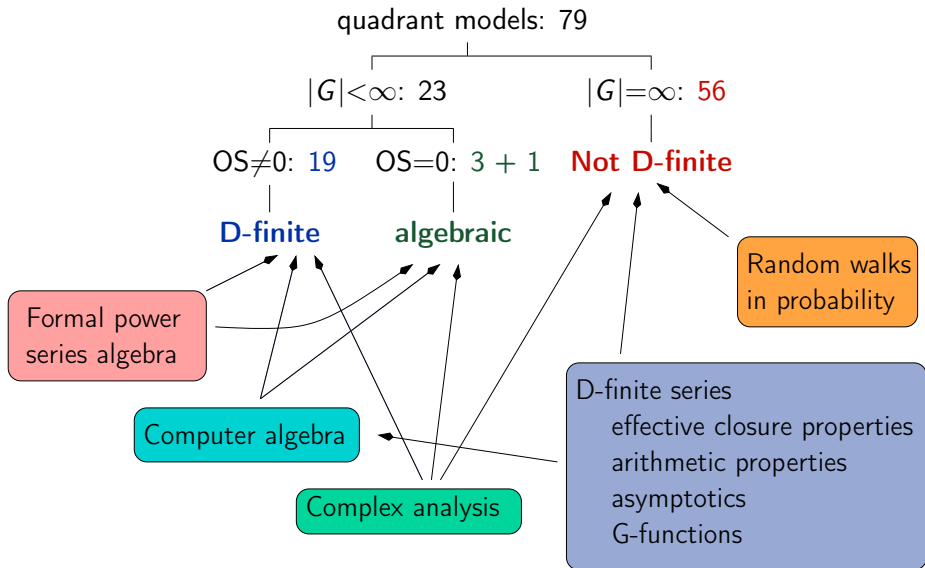 quadrant models: 79
|G|<∞: 23
|G|=∞: 56
OS≠0: 19
OS=0: 3 + 1
Not D-finite
D-finite
algebraic
Random walks
in probability
Formal power
series algebra
D-finite series
effective closure properties
arithmetic properties
asymptotics
G-functions
Computer algebra
Complex analysis